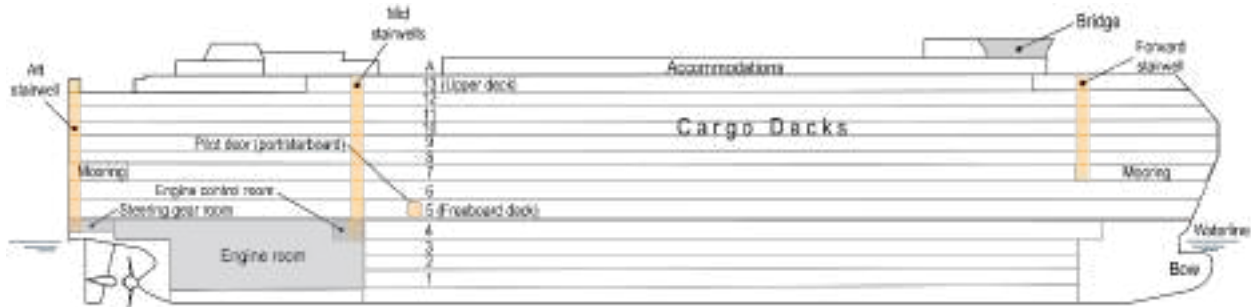 Mid
stairwells
Bridge
Forward
stairwell
Aft
stairwell
A
Accommodations
13 (Upper deck)
12
11
10
Cargo Decks
9
Pilot door (port/starboard)
8
7
Mooring
Mooring
Engine control room
6
Steering gear room
5 (Freeboard deck)
4
Waterline
3
Engine room
2
Bow
1